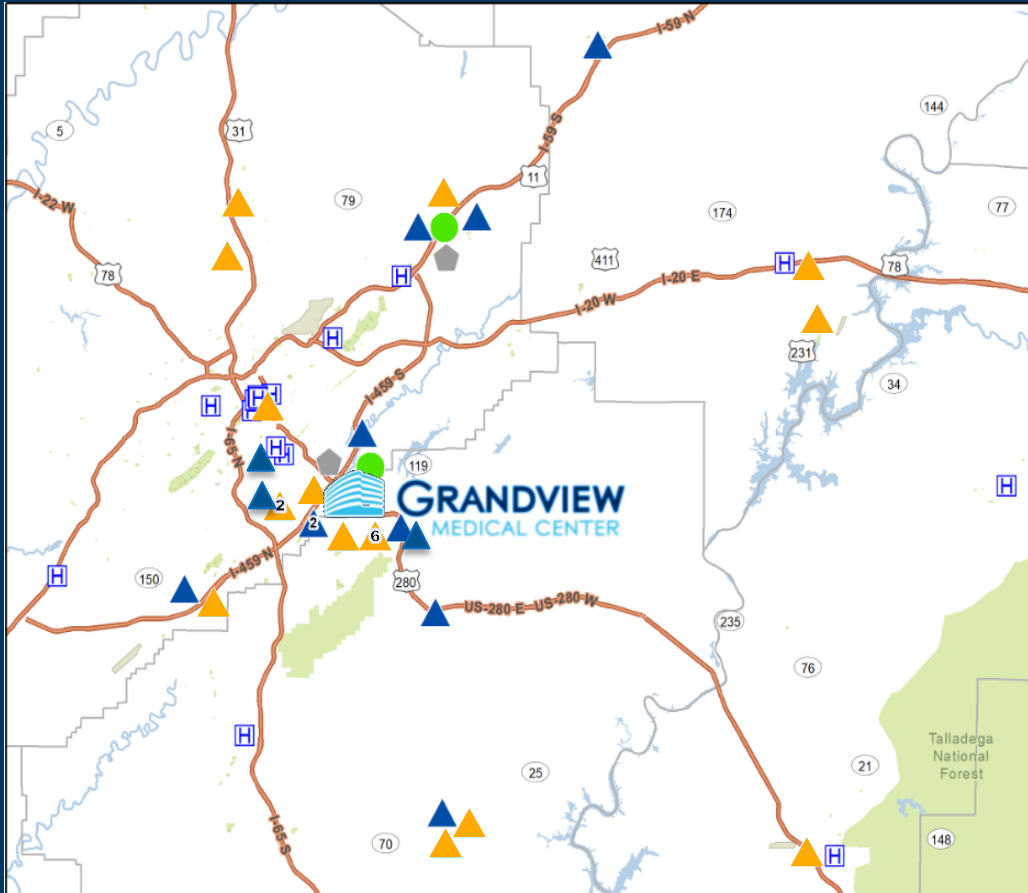 I-59 N
144
5
31
I-59 S
11
I-22 W
79
77
174
H
411
H
78
78
I-20 E
I-20 W
H
231
34
I-459 S
H
H
H
H
H
I-65 N
H
H
119
H
2
GRANDVIEW
MEDICAL CENTER
2
6
I-459 N
H
150
280
US-280 E US-280 W
235
76
H
Talladega
National
Forest
21
25
I-65 S
70
148
H